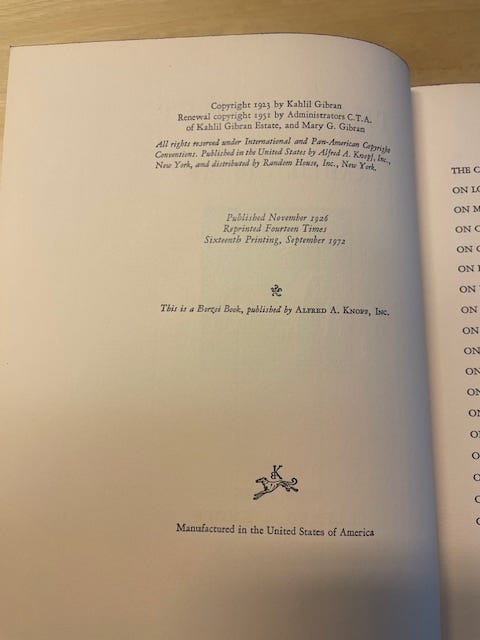 Copyright 1923 by Kahlil Gibran
Renewal copyright 1951 by Administrators C.T.A.
of Kahlil Gibran Estate, and Mary G. Gibran
All rights reserved under International and Pan-American Copyright
Conventions. Published in the United States by Alfred A. Knopf, Inc.,
New York, and distributed by Random House, Inc., New York.
Published November 1926
Reprinted Fourteen Times
Sixteenth Printing, September 1972
This is a Borzoi Book, published by ALFRED A. KNOPF, INC.
BK
Manufactured in the United States of America
THE
ON
ON
ON
ON
ON
ON
ON
ON
ON
ON
ON
ON